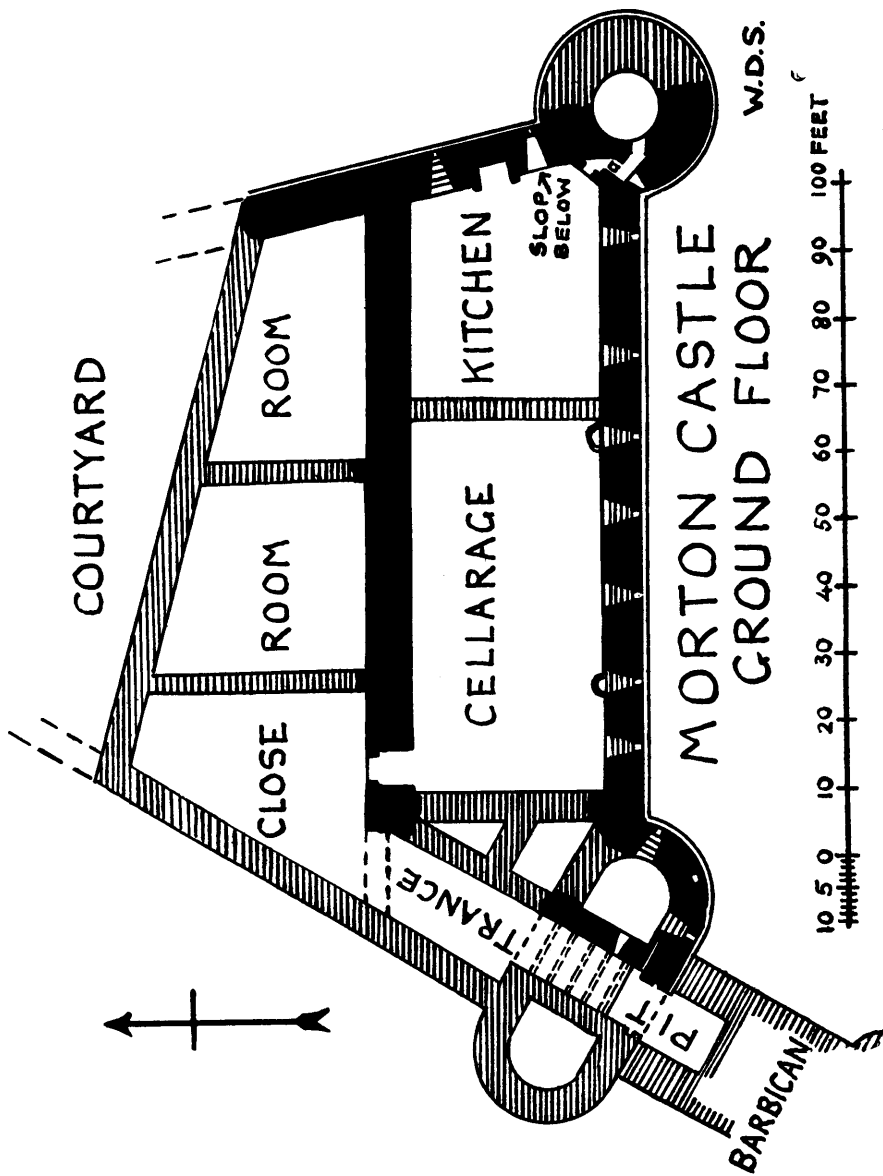 COURTYARD
ROOM
ROOM
CLOSE
KITCHEN
SLOP
BELOW
CELLARAGE
TRANCE
PIT
BARBICAN
W.D.S.
MORTON CASTLE
GROUND FLOOR
10 5 0 10 20 30 40 50 60 70 80 90 100 FEET